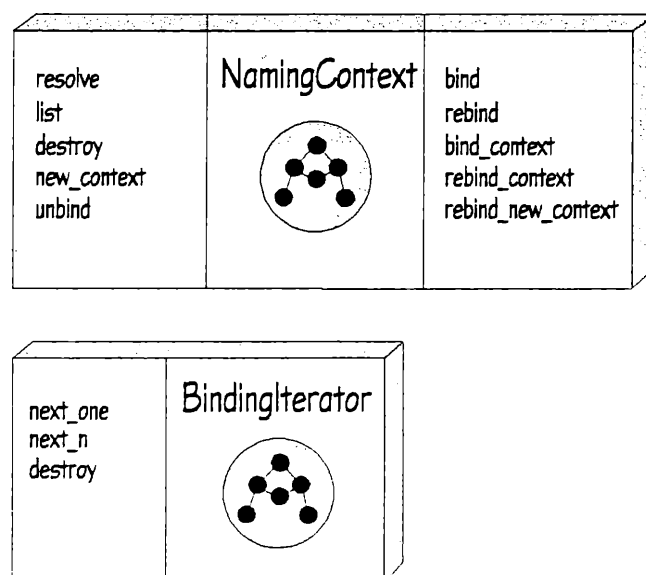 resolve
list
destroy
new_context
unbind
NamingContext
bind
rebind
bind_context
rebind_context
rebind_new_context
next_one
next_n
destroy
BindingIterator